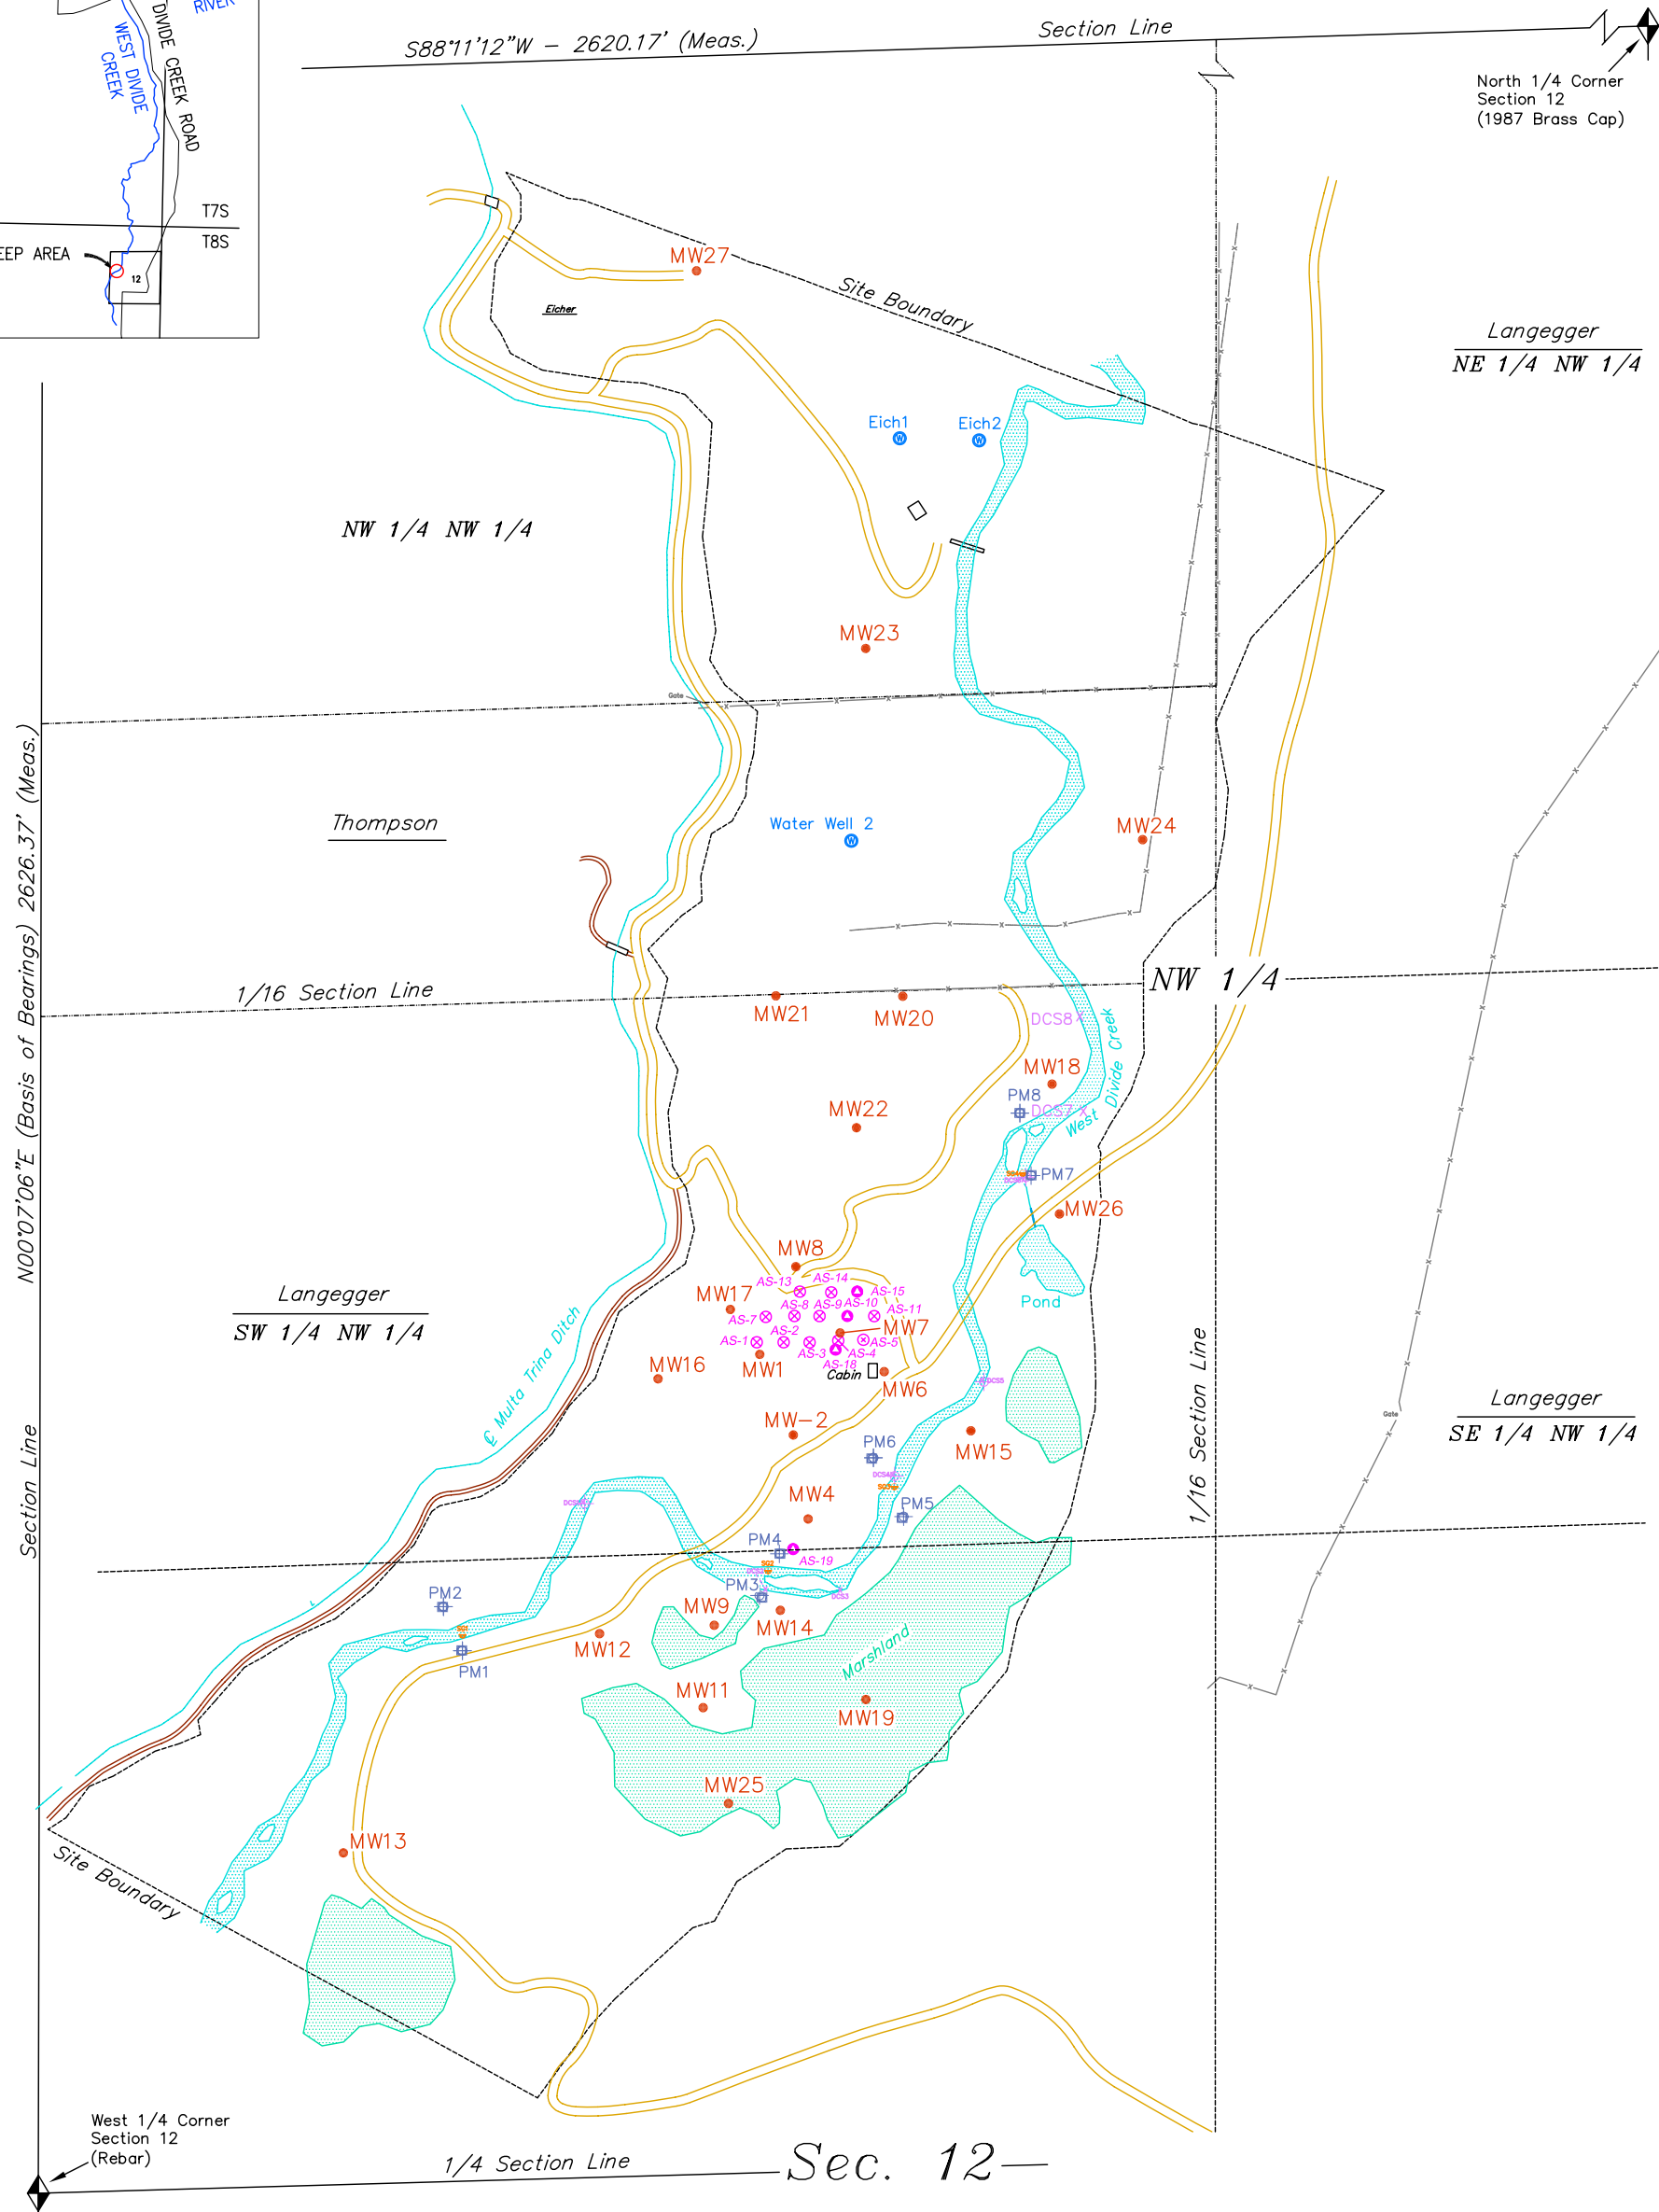 RIVER
WEST DIVIDE
CREEK
DIVIDE CREEK ROAD
T7S
T8S
EEP AREA
12
S88°11'12"W - 2620.17' (Meas.)
Section Line
North 1/4 Corner
Section 12
(1987 Brass Cap)
MW27
Eicher
Site Boundary
Langegger
NE 1/4 NW 1/4
Eich1
Eich2
NW 1/4 NW 1/4
MW23
Gate
Thompson
Water Well 2
MW24
N00°07'06"E (Basis of Bearings) 2626.37' (Meas.)
Section Line
1/16 Section Line
NW 1/4
MW21
MW20
DCS8
MW18
PM8
DCS7
West Divide Creek
MW22
PM7
MW26
MW8
AS-13
AS-14
AS-15
MW17
AS-7
AS-8
AS-9
AS-10
AS-11
MW7
AS-1
AS-2
AS-3
AS-4
AS-5
AS-18
Pond
Langegger
SW 1/4 NW 1/4
℄ Multa Trina Ditch
MW16
MW1
Cabin
MW6
DCS5
1/16 Section Line
Langegger
SE 1/4 NW 1/4
Gate
MW-2
MW15
PM6
MW4
PM5
PM4
AS-19
SG2
PM3
DCS3
PM2
SG1
PM1
MW9
MW14
MW12
Marshland
MW11
MW19
MW25
MW13
Site Boundary
West 1/4 Corner
Section 12
(Rebar)
1/4 Section Line
Sec. 12